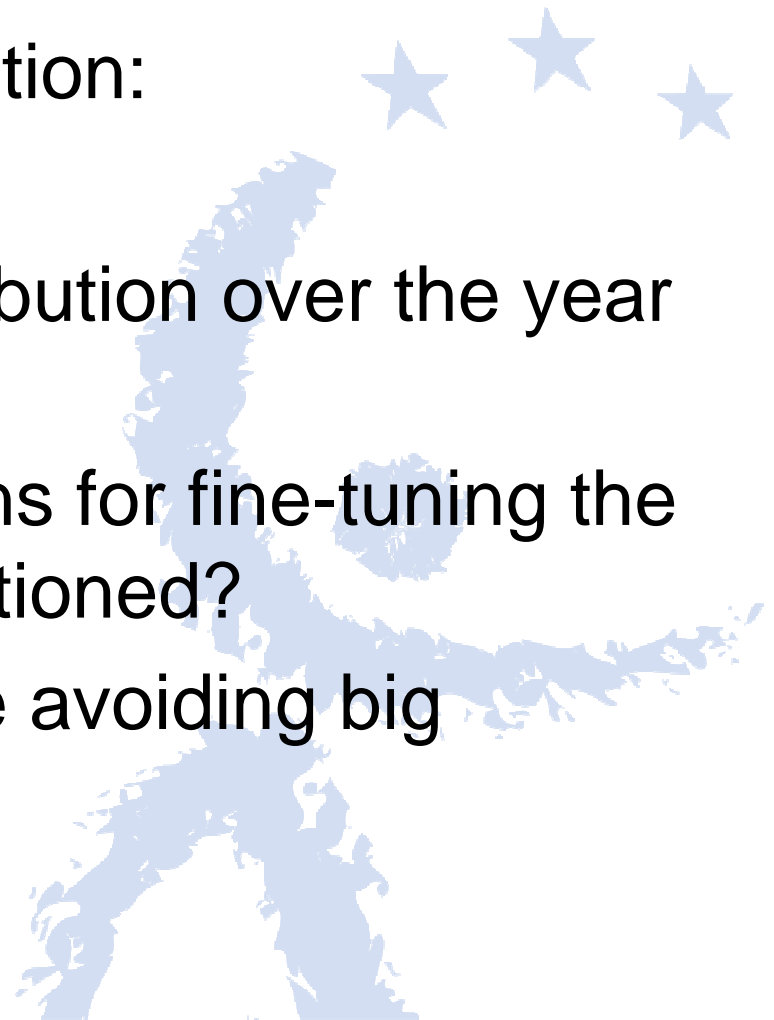 tion:
bution over the year
ns for fine-tuning the
tioned?
e avoiding big